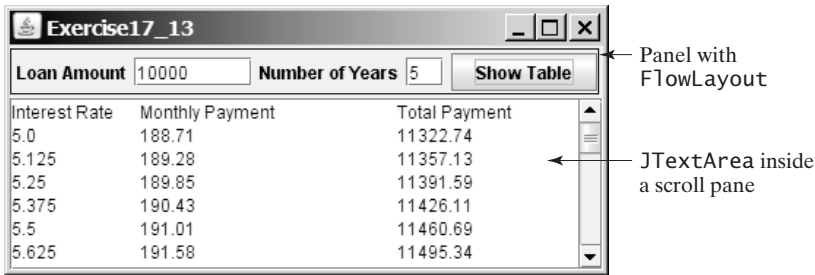 Exercise17_13
Loan Amount 10000 Number of Years 5 Show Table
Panel with
FlowLayout
Interest Rate Monthly Payment Total Payment
5.0 188.71 11322.74
5.125 189.28 11357.13
5.25 189.85 11391.59
5.375 190.43 11426.11
5.5 191.01 11460.69
5.625 191.58 11495.34
JTextArea inside
a scroll pane